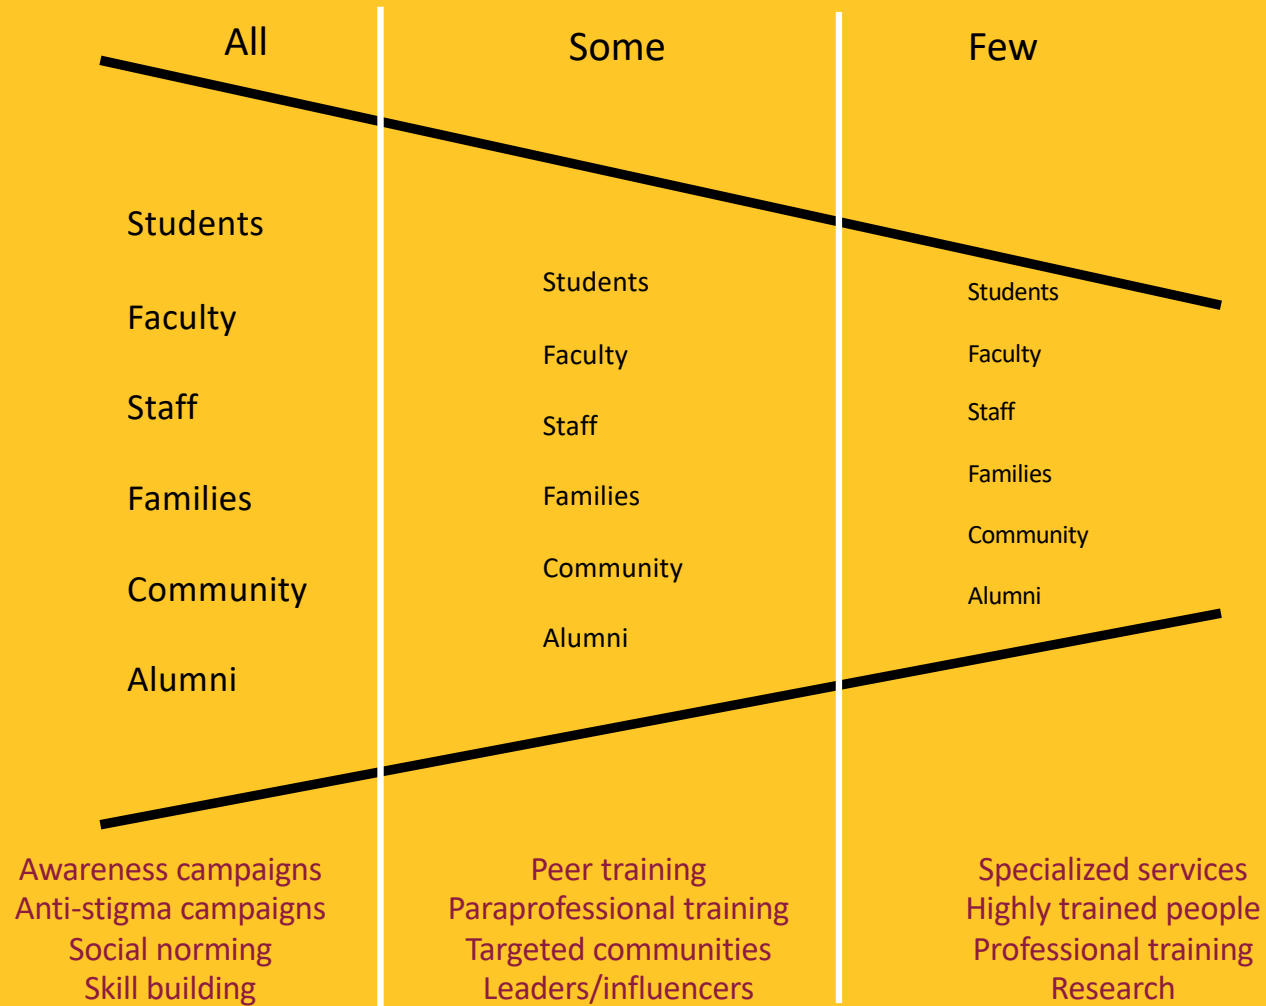 All
Students
Faculty
Staff
Families
Community
Alumni
Awareness campaigns
Anti-stigma campaigns
Social norming
Skill building
Some
Students
Faculty
Staff
Families
Community
Alumni
Peer training
Paraprofessional training
Targeted communities
Leaders/influencers
Few
Students
Faculty
Staff
Families
Community
Alumni
Specialized services
Highly trained people
Professional training
Research